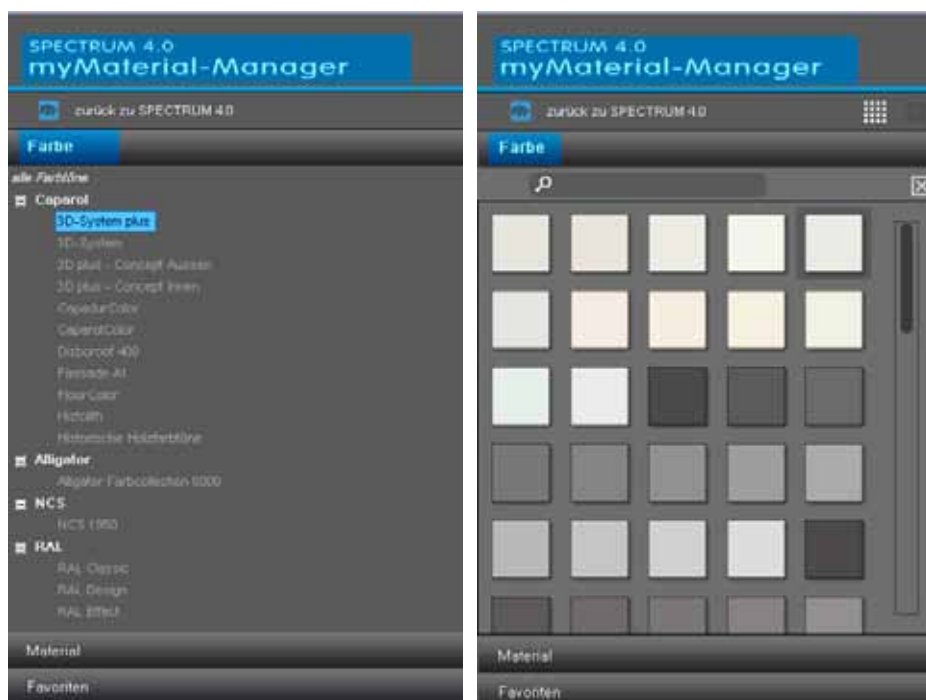 SPECTRUM 4.0
myMaterial-Manager
zurück zu SPECTRUM 4.0
Farbe
alle Farbtöne
Caparol
3D-System plus
3D-System
3D plus - Concept Aussen
3D plus - Concept Innen
CapadurColor
CaparolColor
Disboroof 400
Fassade A1
FloorColor
Histolith
Historische Holzfarbtöne
Alligator
Alligator Farbcollection 6000
NCS
NCS 1950
RAL
RAL Classic
RAL Design
RAL Effect
Material
Favoriten
SPECTRUM 4.0
myMaterial-Manager
zurück zu SPECTRUM 4.0
Farbe
Material
Favoriten